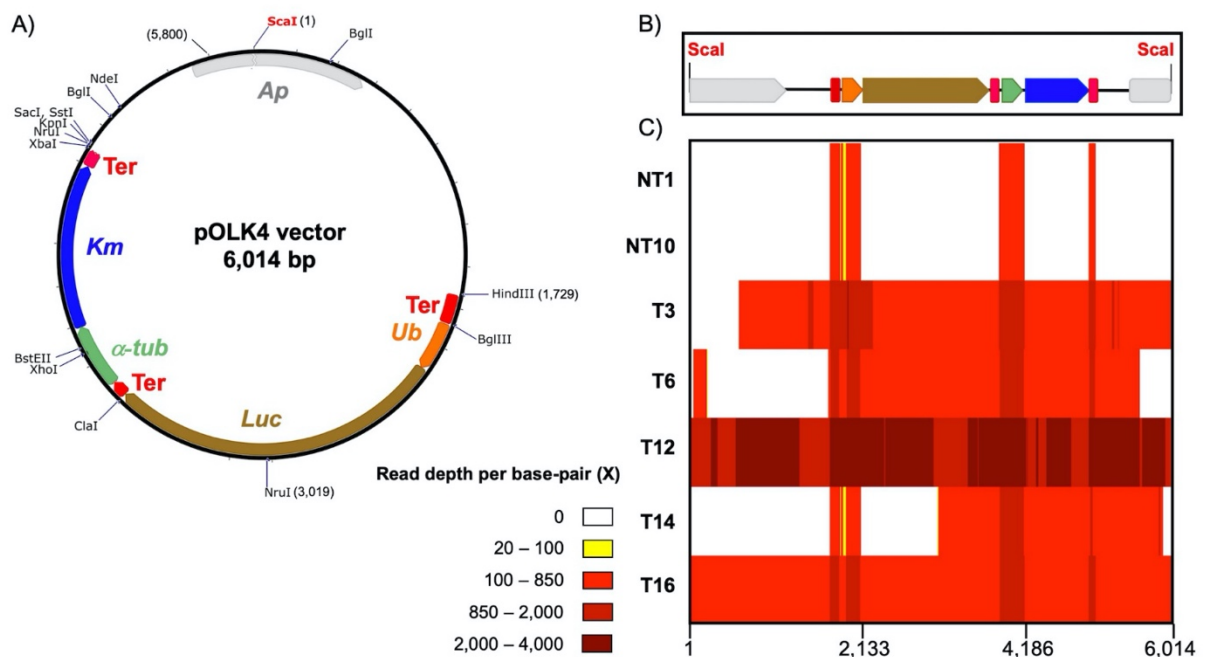 A)
ScaI (1)
(5,800)
BglI
Ap
NdeI
BglI
SacI, SstI
KpnI
NruI
XbaI
Ter
Km
pOLK4 vector
6,014 bp
HindIII (1,729)
Ter
Ub
BglII
α-tub
BstEII
XhoI
Ter
ClaI
Luc
NruI (3,019)
Read depth per base-pair (X)
0
20 – 100
100 – 850
850 – 2,000
2,000 – 4,000
B)
ScaI
ScaI
C)
NT1
NT10
T3
T6
T12
T14
T16
1
2,133
4,186
6,014